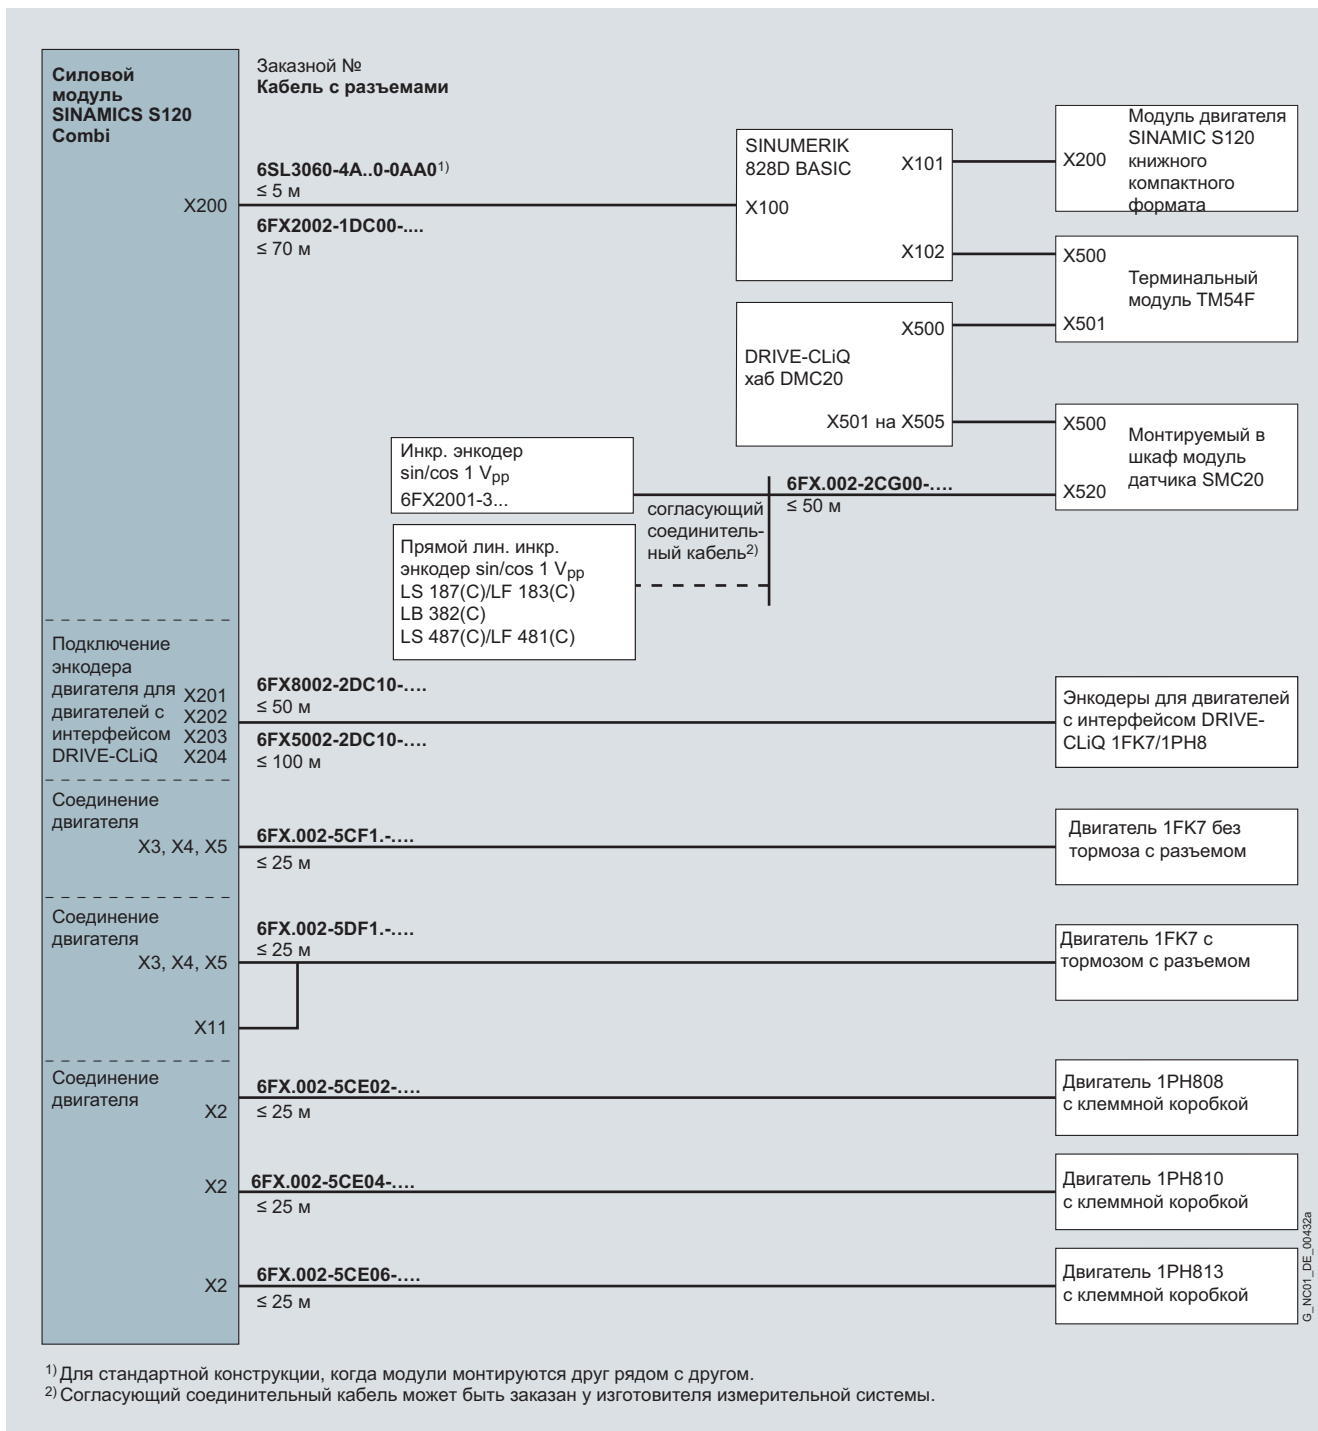 Силовой
модуль
SINAMICS S120
Combi
Заказной №
Кабель с разъемами
X200
6SL3060-4A..0-0AA0¹⁾
≤ 5 м
6FX2002-1DC00-....
≤ 70 м
SINUMERIK
828D BASIC
X101
X100
X102
X200
Модуль двигателя
SINAMIC S120
книжного
компактного
формата
X500
Терминальный
модуль TM54F
X501
X500
DRIVE-CLiQ
хаб DMC20
X501 на X505
X500
Монтируемый в
шкаф модуль
датчика SMC20
X520
Инкр. энкодер
sin/cos 1 Vpp
6FX2001-3...
согласующий
соединитель-
ный кабель²⁾
6FX.002-2CG00-....
≤ 50 м
Прямой лин. инкр.
энкодер sin/cos 1 Vpp
LS 187(C)/LF 183(C)
LB 382(C)
LS 487(C)/LF 481(C)
Подключение
энкодера
двигателя для
двигателей с
интерфейсом
DRIVE-CLiQ
X201
X202
X203
X204
6FX8002-2DC10-....
≤ 50 м
6FX5002-2DC10-....
≤ 100 м
Энкодеры для двигателей
с интерфейсом DRIVE-
CLiQ 1FK7/1PH8
Соединение
двигателя
X3, X4, X5
6FX.002-5CF1.-....
≤ 25 м
Двигатель 1FK7 без
тормоза с разъемом
Соединение
двигателя
X3, X4, X5
X11
6FX.002-5DF1.-....
≤ 25 м
Двигатель 1FK7 с
тормозом с разъемом
Соединение
двигателя
X2
6FX.002-5CE02-....
≤ 25 м
Двигатель 1PH808
с клеммной коробкой
X2
6FX.002-5CE04-....
≤ 25 м
Двигатель 1PH810
с клеммной коробкой
X2
6FX.002-5CE06-....
≤ 25 м
Двигатель 1PH813
с клеммной коробкой
G_NC01_DE_00432a
¹⁾ Для стандартной конструкции, когда модули монтируются друг рядом с другом.
²⁾ Согласующий соединительный кабель может быть заказан у изготовителя измерительной системы.